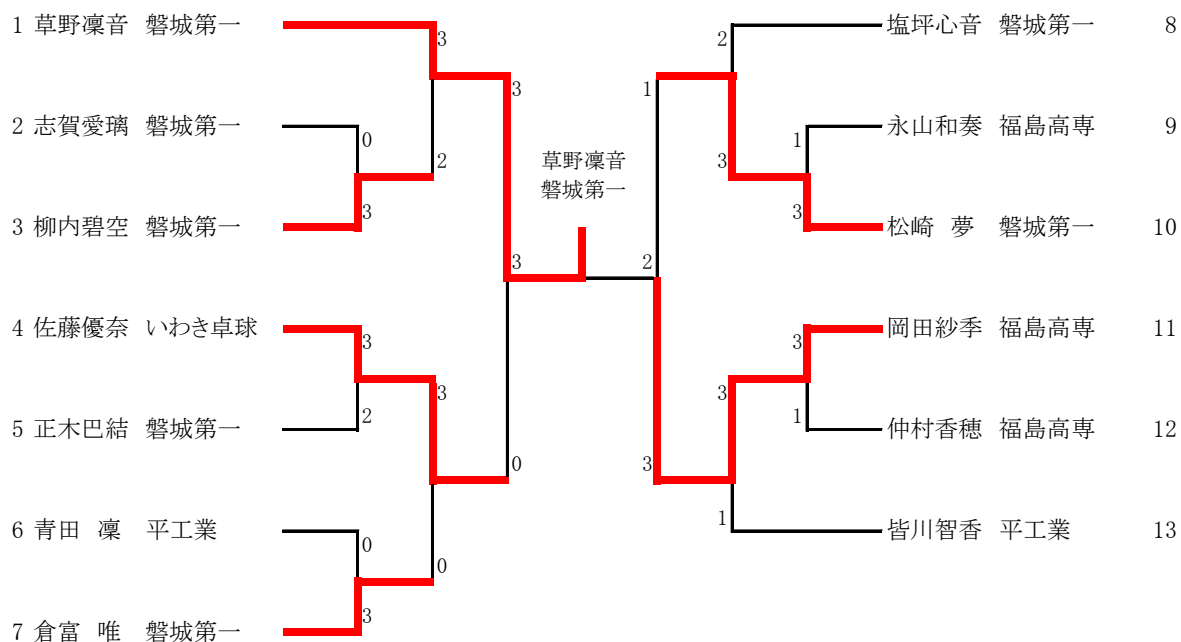 1 草野凜音 磐城第一
3
2 志賀愛璃 磐城第一
0
2
3
3 柳内碧空 磐城第一
3
3
4 佐藤優奈 いわき卓球
3
3
2
5 正木巴結 磐城第一
0
6 青田 凜 平工業
0
0
3
7 倉富 唯 磐城第一
草野凜音
磐城第一
塩坪心音 磐城第一 8
2
1
永山和奏 福島高専 9
1
3
3
松崎 夢 磐城第一 10
2
岡田紗季 福島高専 11
3
3
1
仲村香穂 福島高専 12
3
1
皆川智香 平工業 13